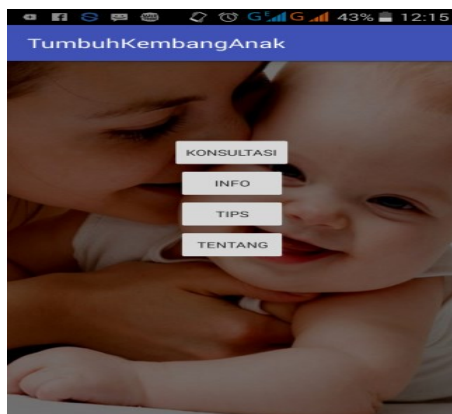 G E G 43% 12:15
TumbuhKembangAnak
KONSULTASI
INFO
TIPS
TENTANG